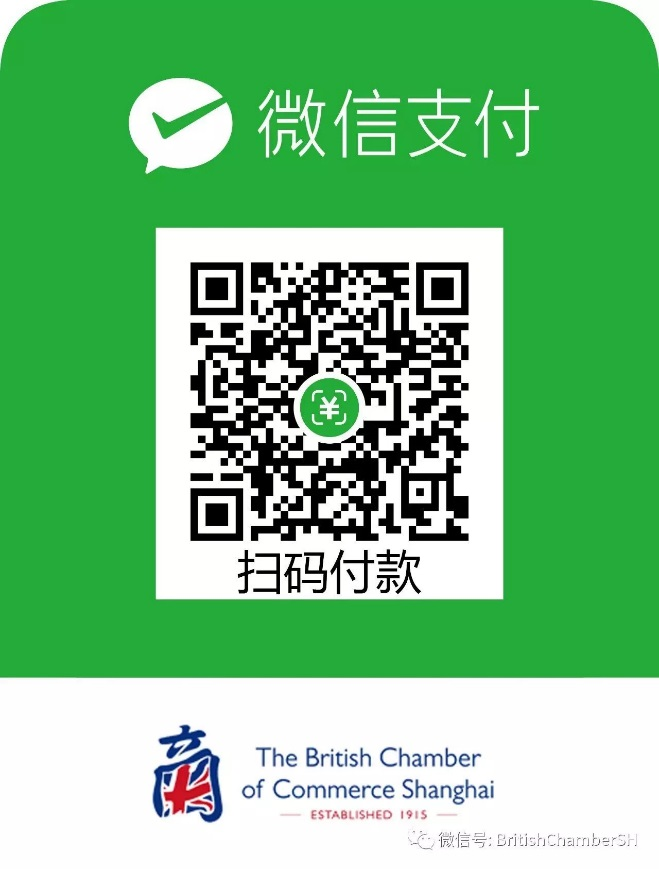 微信支付
¥
扫码付款
商
The British Chamber
of Commerce Shanghai
ESTABLISHED 1915
微信号: BritishChamberSH